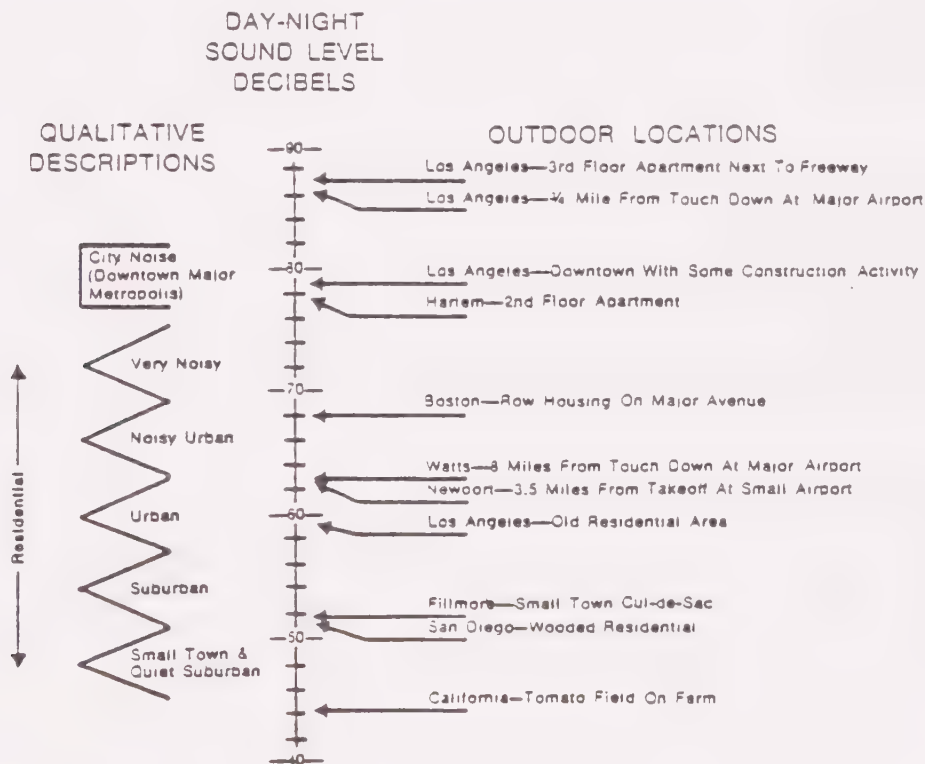 DAY-NIGHT
SOUND LEVEL
DECIBELS
QUALITATIVE
DESCRIPTIONS
OUTDOOR LOCATIONS
90
Los Angeles—3rd Floor Apartment Next To Freeway
Los Angeles—¾ Mile From Touch Down At Major Airport
City Noise
(Downtown Major
Metropolis)
80
Los Angeles—Downtown With Some Construction Activity
Harlem—2nd Floor Apartment
Very Noisy
70
Boston—Row Housing On Major Avenue
Noisy Urban
Watts—8 Miles From Touch Down At Major Airport
Newport—3.5 Miles From Takeoff At Small Airport
Residential
Urban
60
Los Angeles—Old Residential Area
Suburban
Fillmore—Small Town Cul-de-Sac
San Diego—Wooded Residential
50
Small Town &
Quiet Suburban
California—Tomato Field On Farm
40